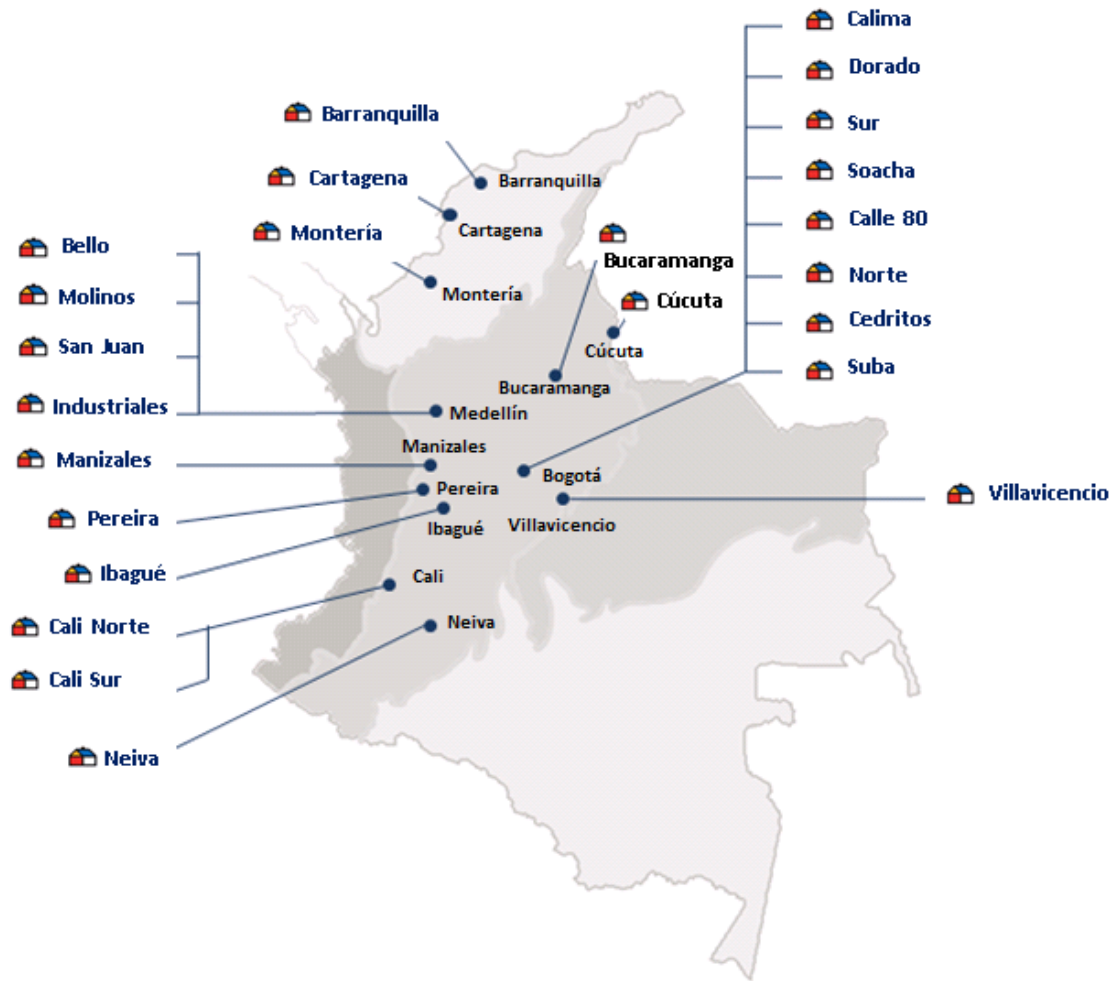 Calima
Dorado
Sur
Soacha
Calle 80
Norte
Cedritos
Suba
Barranquilla
Cartagena
Montería
Barranquilla
Cartagena
Montería
Bucaramanga
Cúcuta
Cúcuta
Bucaramanga
Bello
Molinos
San Juan
Industriales
Medellín
Manizales
Manizales
Pereira
Pereira
Ibagué
Ibagué
Bogotá
Villavicencio
Villavicencio
Cali Norte
Cali Sur
Cali
Neiva
Neiva